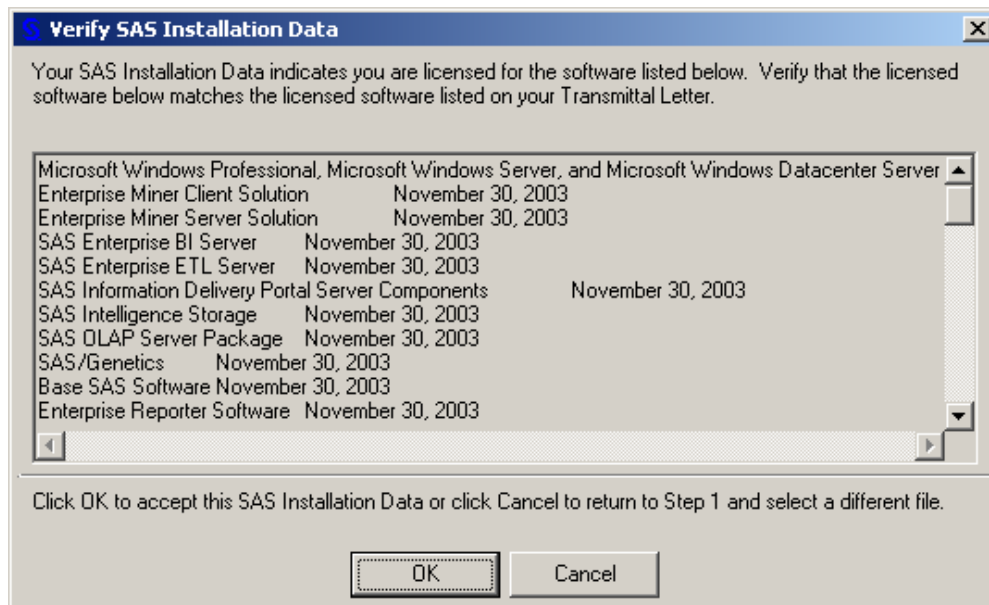 Verify SAS Installation Data
Your SAS Installation Data indicates you are licensed for the software listed below. Verify that the licensed
software below matches the licensed software listed on your Transmittal Letter.
Microsoft Windows Professional, Microsoft Windows Server, and Microsoft Windows Datacenter Server
Enterprise Miner Client Solution November 30, 2003
Enterprise Miner Server Solution November 30, 2003
SAS Enterprise BI Server November 30, 2003
SAS Enterprise ETL Server November 30, 2003
SAS Information Delivery Portal Server Components November 30, 2003
SAS Intelligence Storage November 30, 2003
SAS OLAP Server Package November 30, 2003
SAS/Genetics November 30, 2003
Base SAS Software November 30, 2003
Enterprise Reporter Software November 30, 2003
Click OK to accept this SAS Installation Data or click Cancel to return to Step 1 and select a different file.
OK Cancel